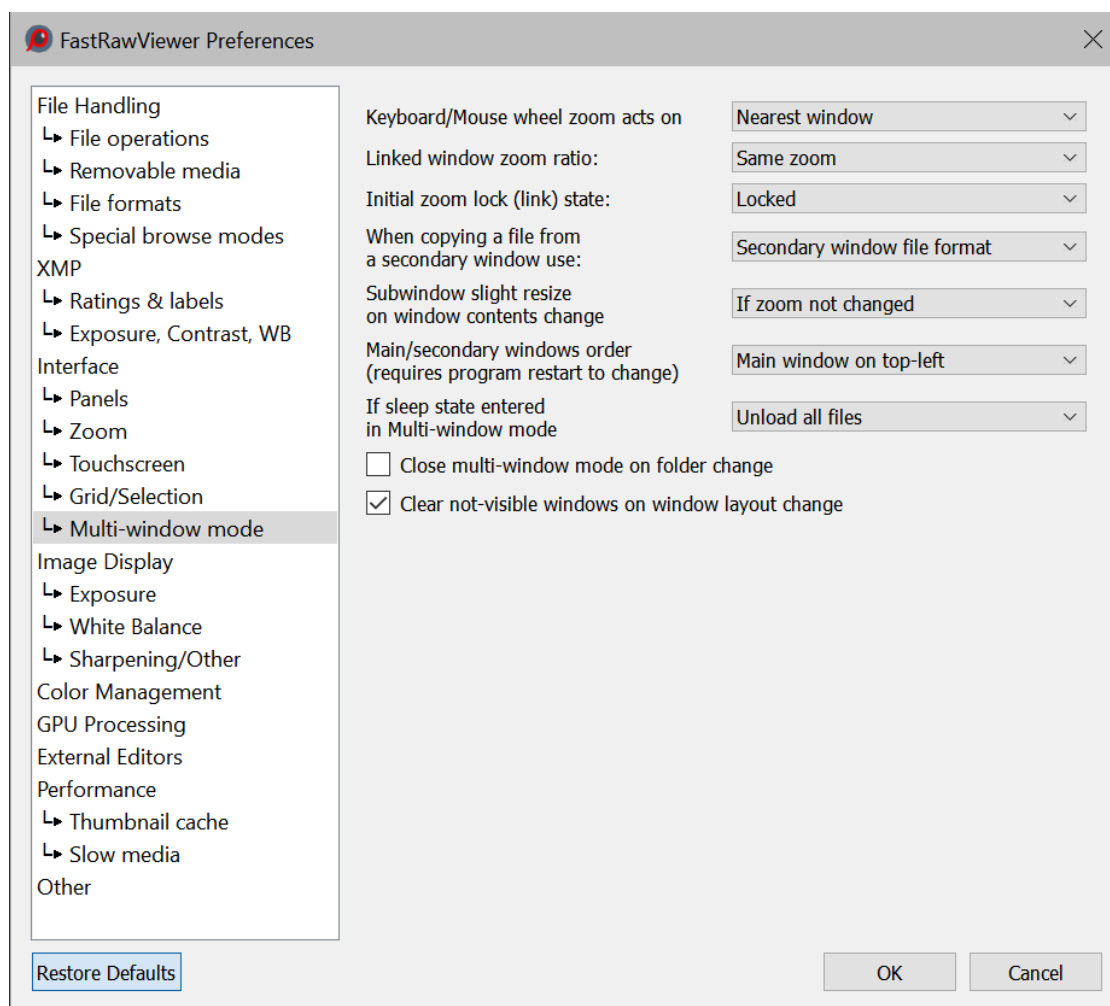 FastRawViewer Preferences
File Handling
File operations
Removable media
File formats
Special browse modes
XMP
Ratings & labels
Exposure, Contrast, WB
Interface
Panels
Zoom
Touchscreen
Grid/Selection
Multi-window mode
Image Display
Exposure
White Balance
Sharpening/Other
Color Management
GPU Processing
External Editors
Performance
Thumbnail cache
Slow media
Other
Keyboard/Mouse wheel zoom acts on
Nearest window
Linked window zoom ratio:
Same zoom
Initial zoom lock (link) state:
Locked
When copying a file from
a secondary window use:
Secondary window file format
Subwindow slight resize
on window contents change
If zoom not changed
Main/secondary windows order
(requires program restart to change)
Main window on top-left
If sleep state entered
in Multi-window mode
Unload all files
Close multi-window mode on folder change
Clear not-visible windows on window layout change
Restore Defaults
OK
Cancel